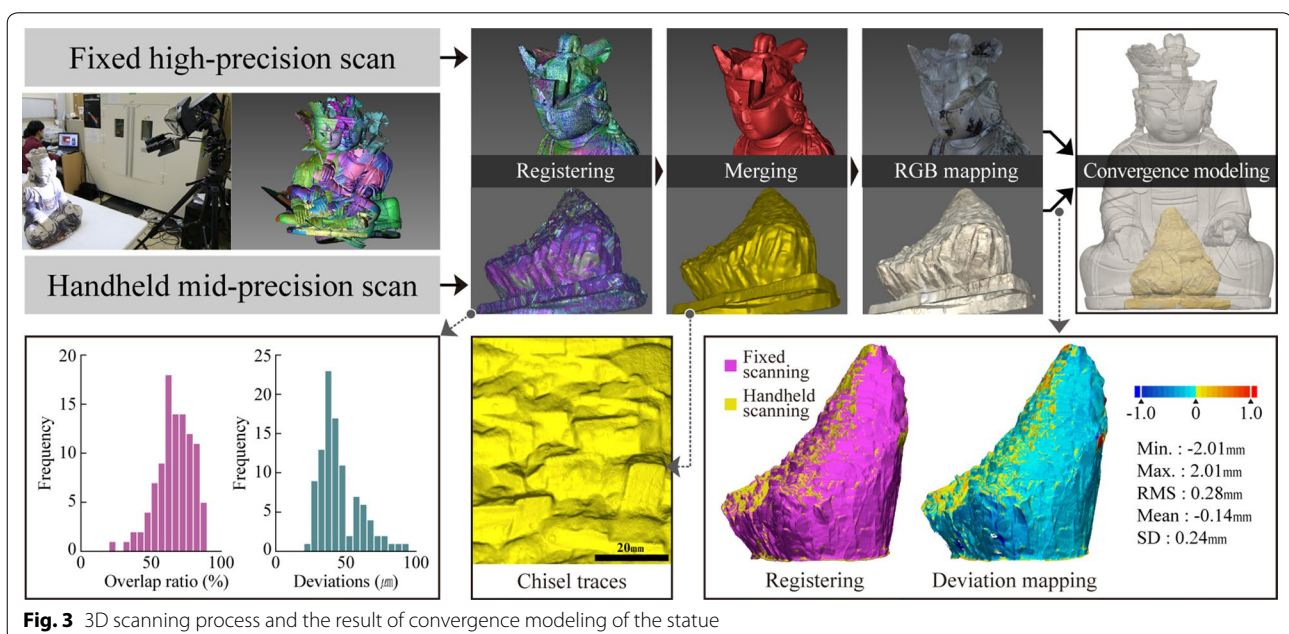 Fixed high-precision scan
Handheld mid-precision scan
Registering
Merging
RGB mapping
Convergence modeling
20
15
10
5
0
Frequency
0
50
100
Overlap ratio (%)
25
20
15
10
5
0
Frequency
0
50
100
Deviations (㎛)
20㎜
Chisel traces
Fixed
scanning
Handheld
scanning
Registering
Deviation mapping
-1.0
0
1.0
Min. : -2.01㎜
Max. : 2.01㎜
RMS : 0.28㎜
Mean : -0.14㎜
SD : 0.24㎜
Fig. 3 3D scanning process and the result of convergence modeling of the statue